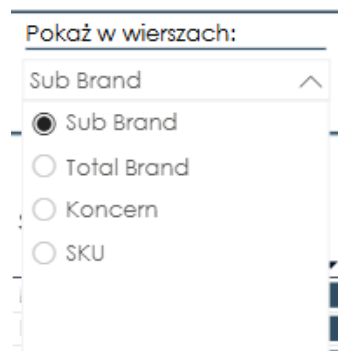 Pokaż w wierszach:
Sub Brand
Sub Brand
Total Brand
Koncern
SKU